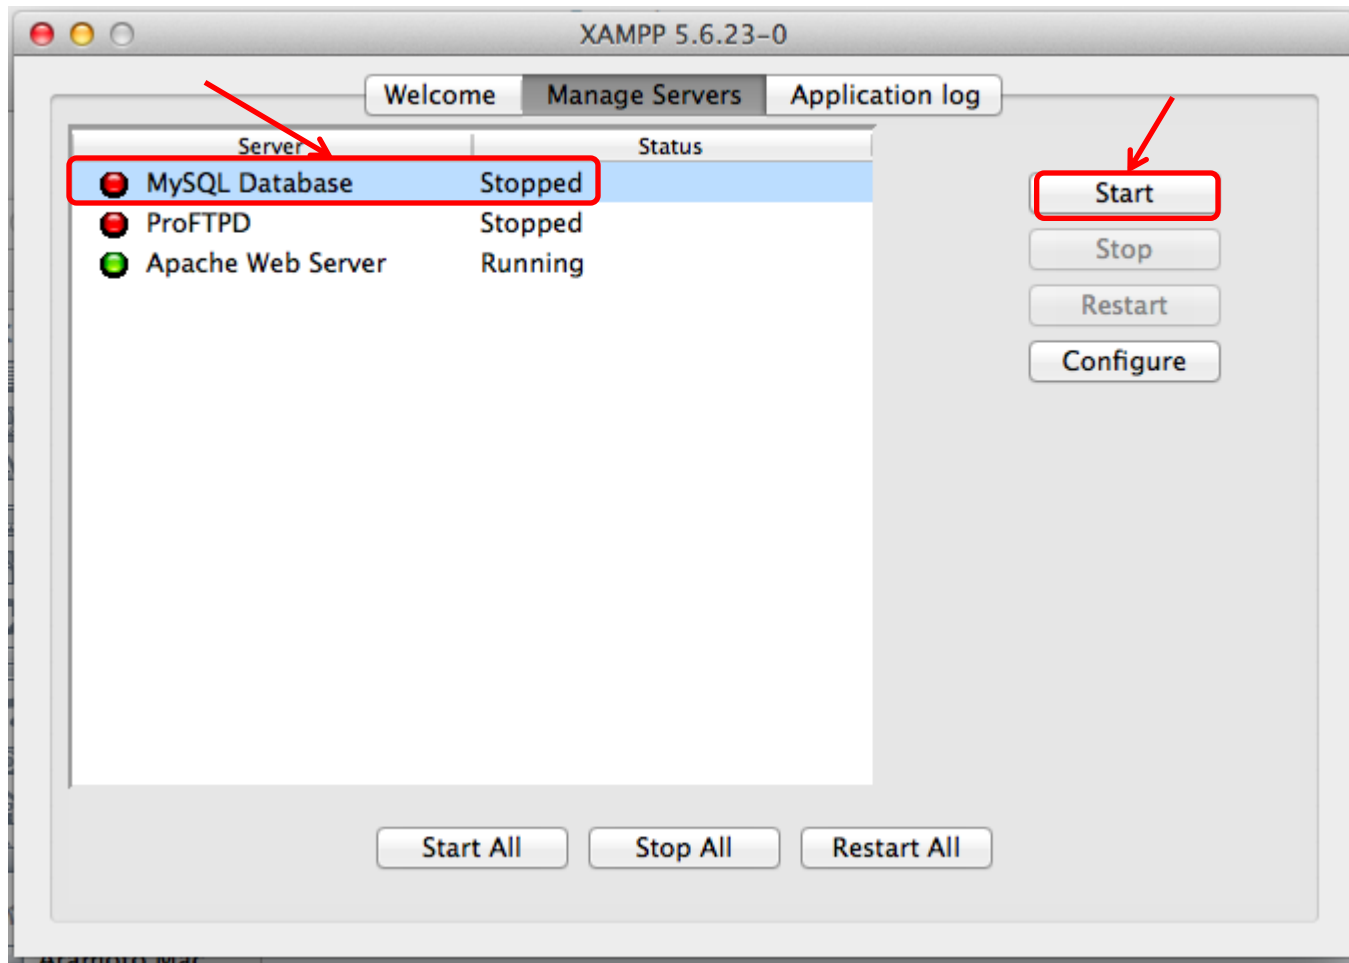 XAMPP 5.6.23-0
Welcome Manage Servers Application log
Server Status
MySQL Database Stopped
ProFTPD Stopped
Apache Web Server Running
Start
Stop
Restart
Configure
Start All Stop All Restart All